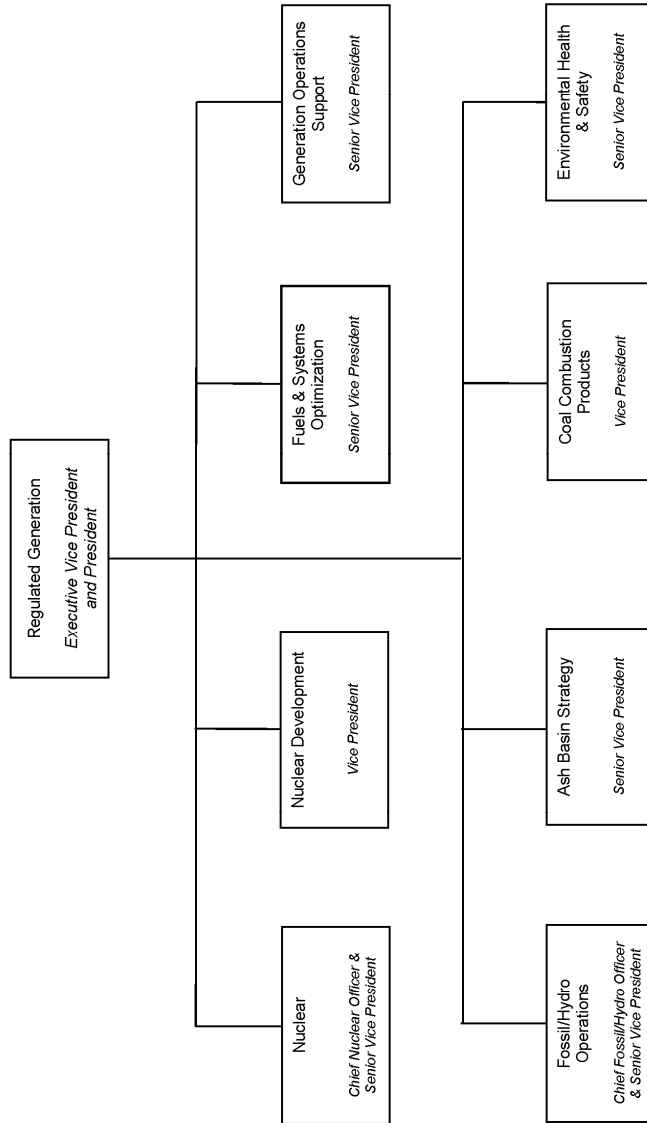 Regulated Generation
Executive Vice President
and President
Nuclear
Chief Nuclear Officer &
Senior Vice President
Nuclear Development
Vice President
Fuels & Systems
Optimization
Senior Vice President
Generation Operations
Support
Senior Vice President
Fossil/Hydro
Operations
Chief Fossil/Hydro Officer
& Senior Vice President
Ash Basin Strategy
Senior Vice President
Coal Combustion
Products
Vice President
Environmental Health
& Safety
Senior Vice President